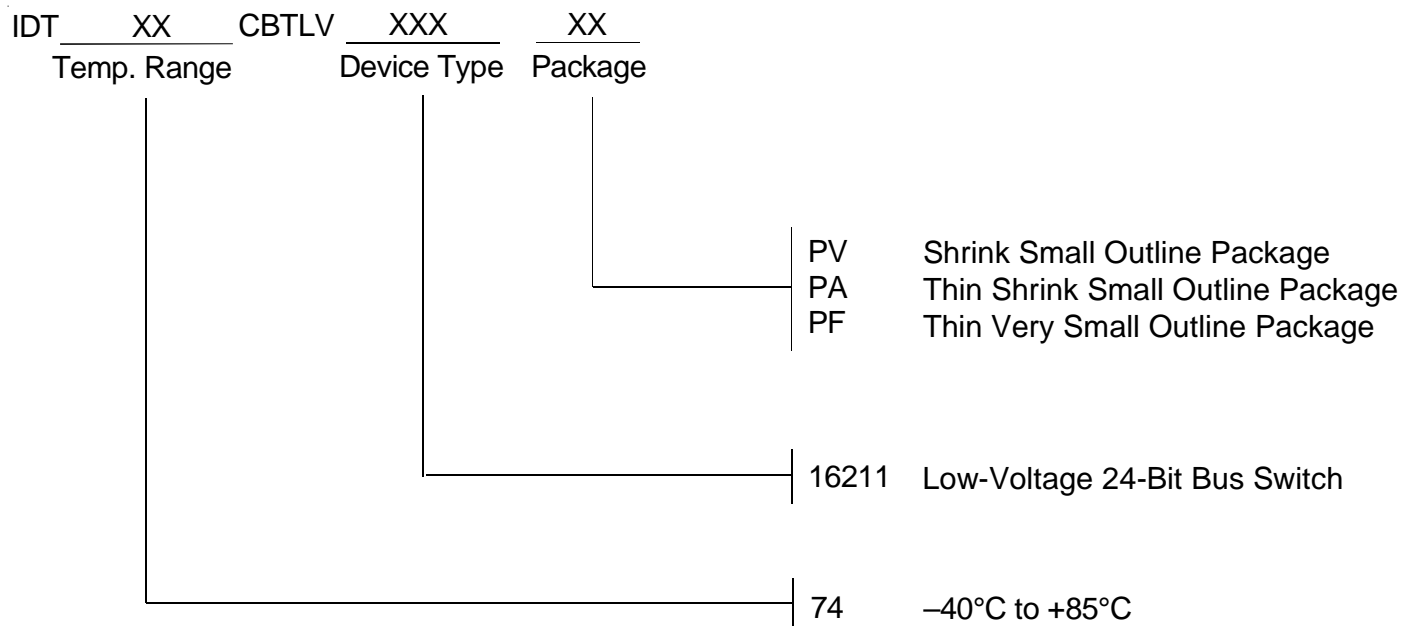 IDT XX CBTLV XXX XX
Temp. Range Device Type Package
PV Shrink Small Outline Package
PA Thin Shrink Small Outline Package
PF Thin Very Small Outline Package
16211 Low-Voltage 24-Bit Bus Switch
74 –40°C to +85°C